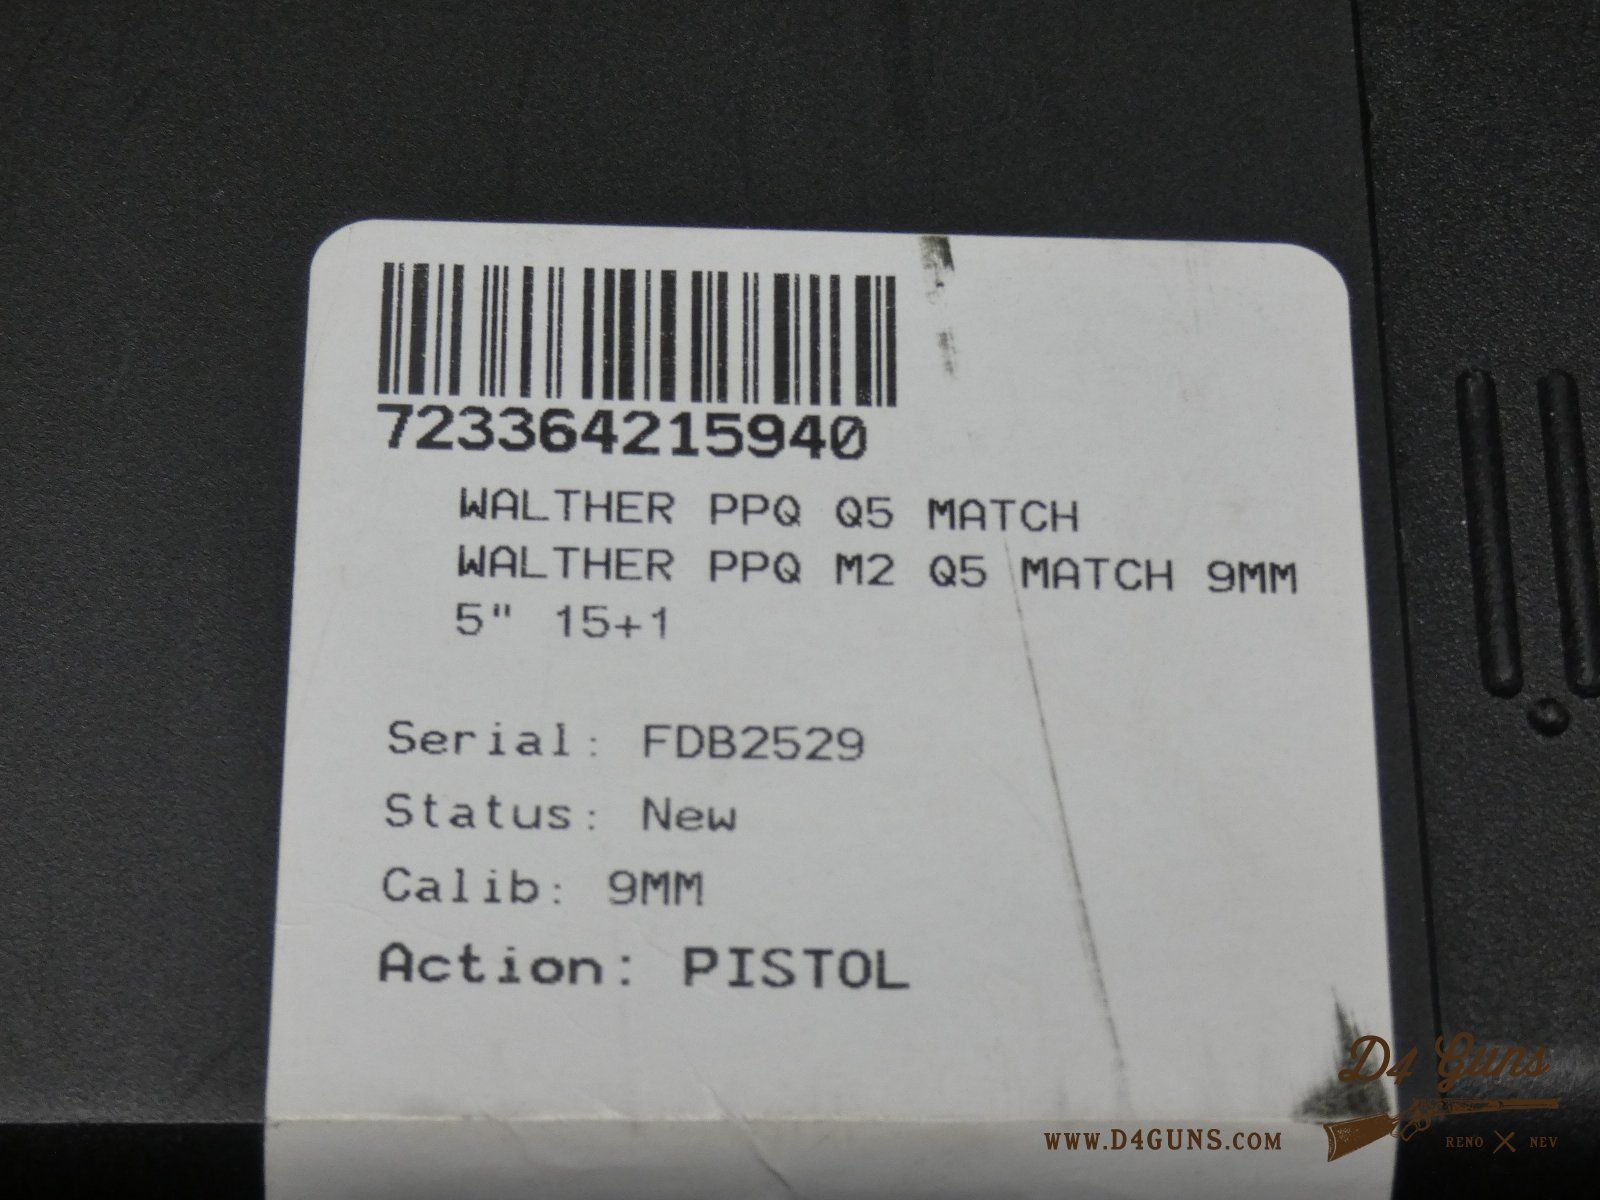 723364215940
WALTHER PPQ Q5 MATCH
WALTHER PPQ M2 Q5 MATCH 9MM
5" 15+1
Serial: FDB2529
Status: New
Calib: 9MM
Action: PISTOL
D4 Guns
WWW.D4GUNS.COM
RENO NEV